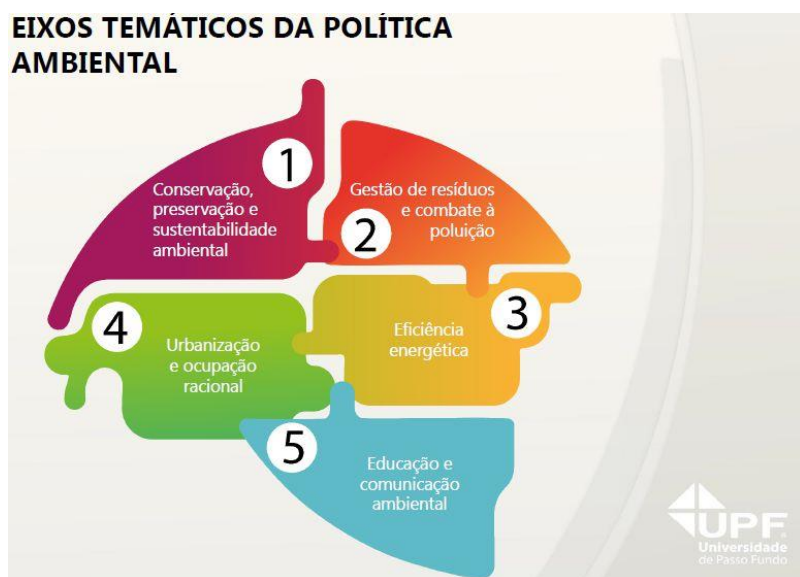 EIXOS TEMÁTICOS DA POLÍTICA
AMBIENTAL
1
Conservação,
preservação e
sustentabilidade
ambiental
2
Gestão de resíduos
e combate à
poluição
3
Eficiência
energética
4
Urbanização
e ocupação
racional
5
Educação e
comunicação
ambiental
UPF
Universidade
de Passo Fundo